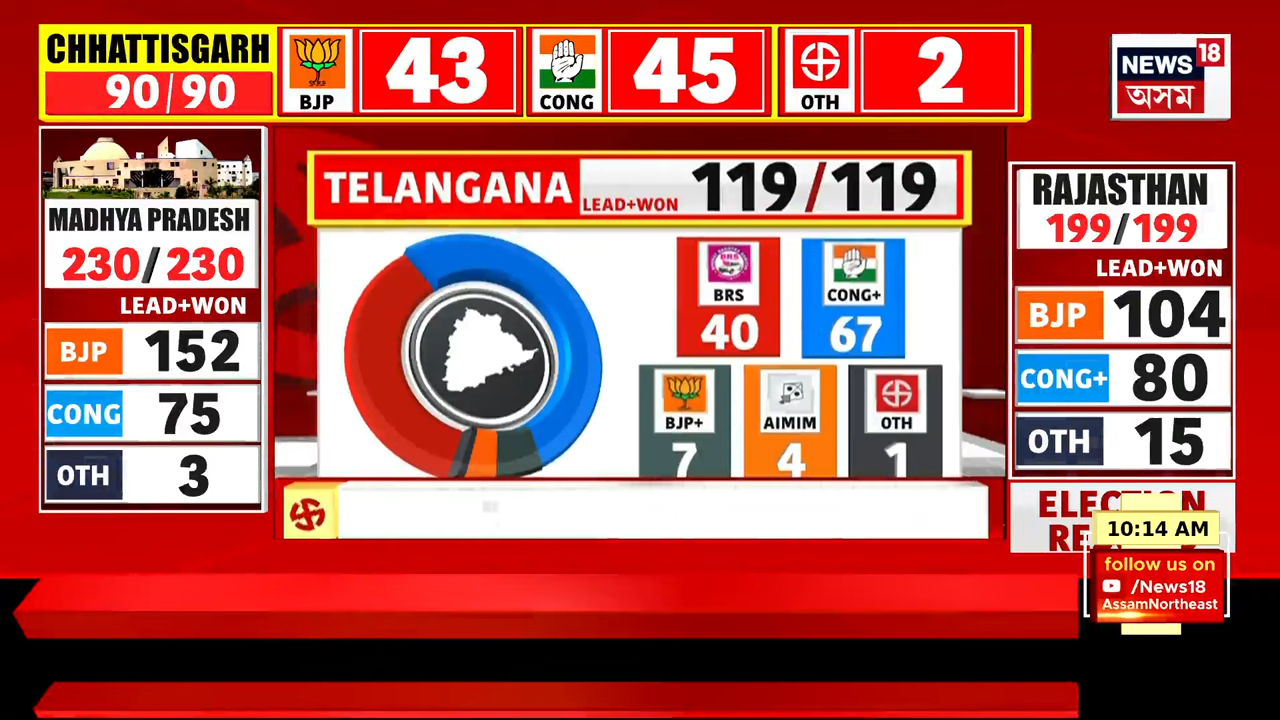 CHHATTISGARH
90/90
BJP
43
CONG
45
OTH
2
NEWS 18
অসম
MADHYA PRADESH
230/230
LEAD+WON
BJP 152
CONG 75
OTH 3
TELANGANA LEAD+WON 119/119
BRS
40
CONG+
67
BJP+
7
AIMIM
4
OTH
1
RAJASTHAN
199/199
LEAD+WON
BJP 104
CONG+ 80
OTH 15
10:14 AM
follow us on
/News18
AssamNortheast